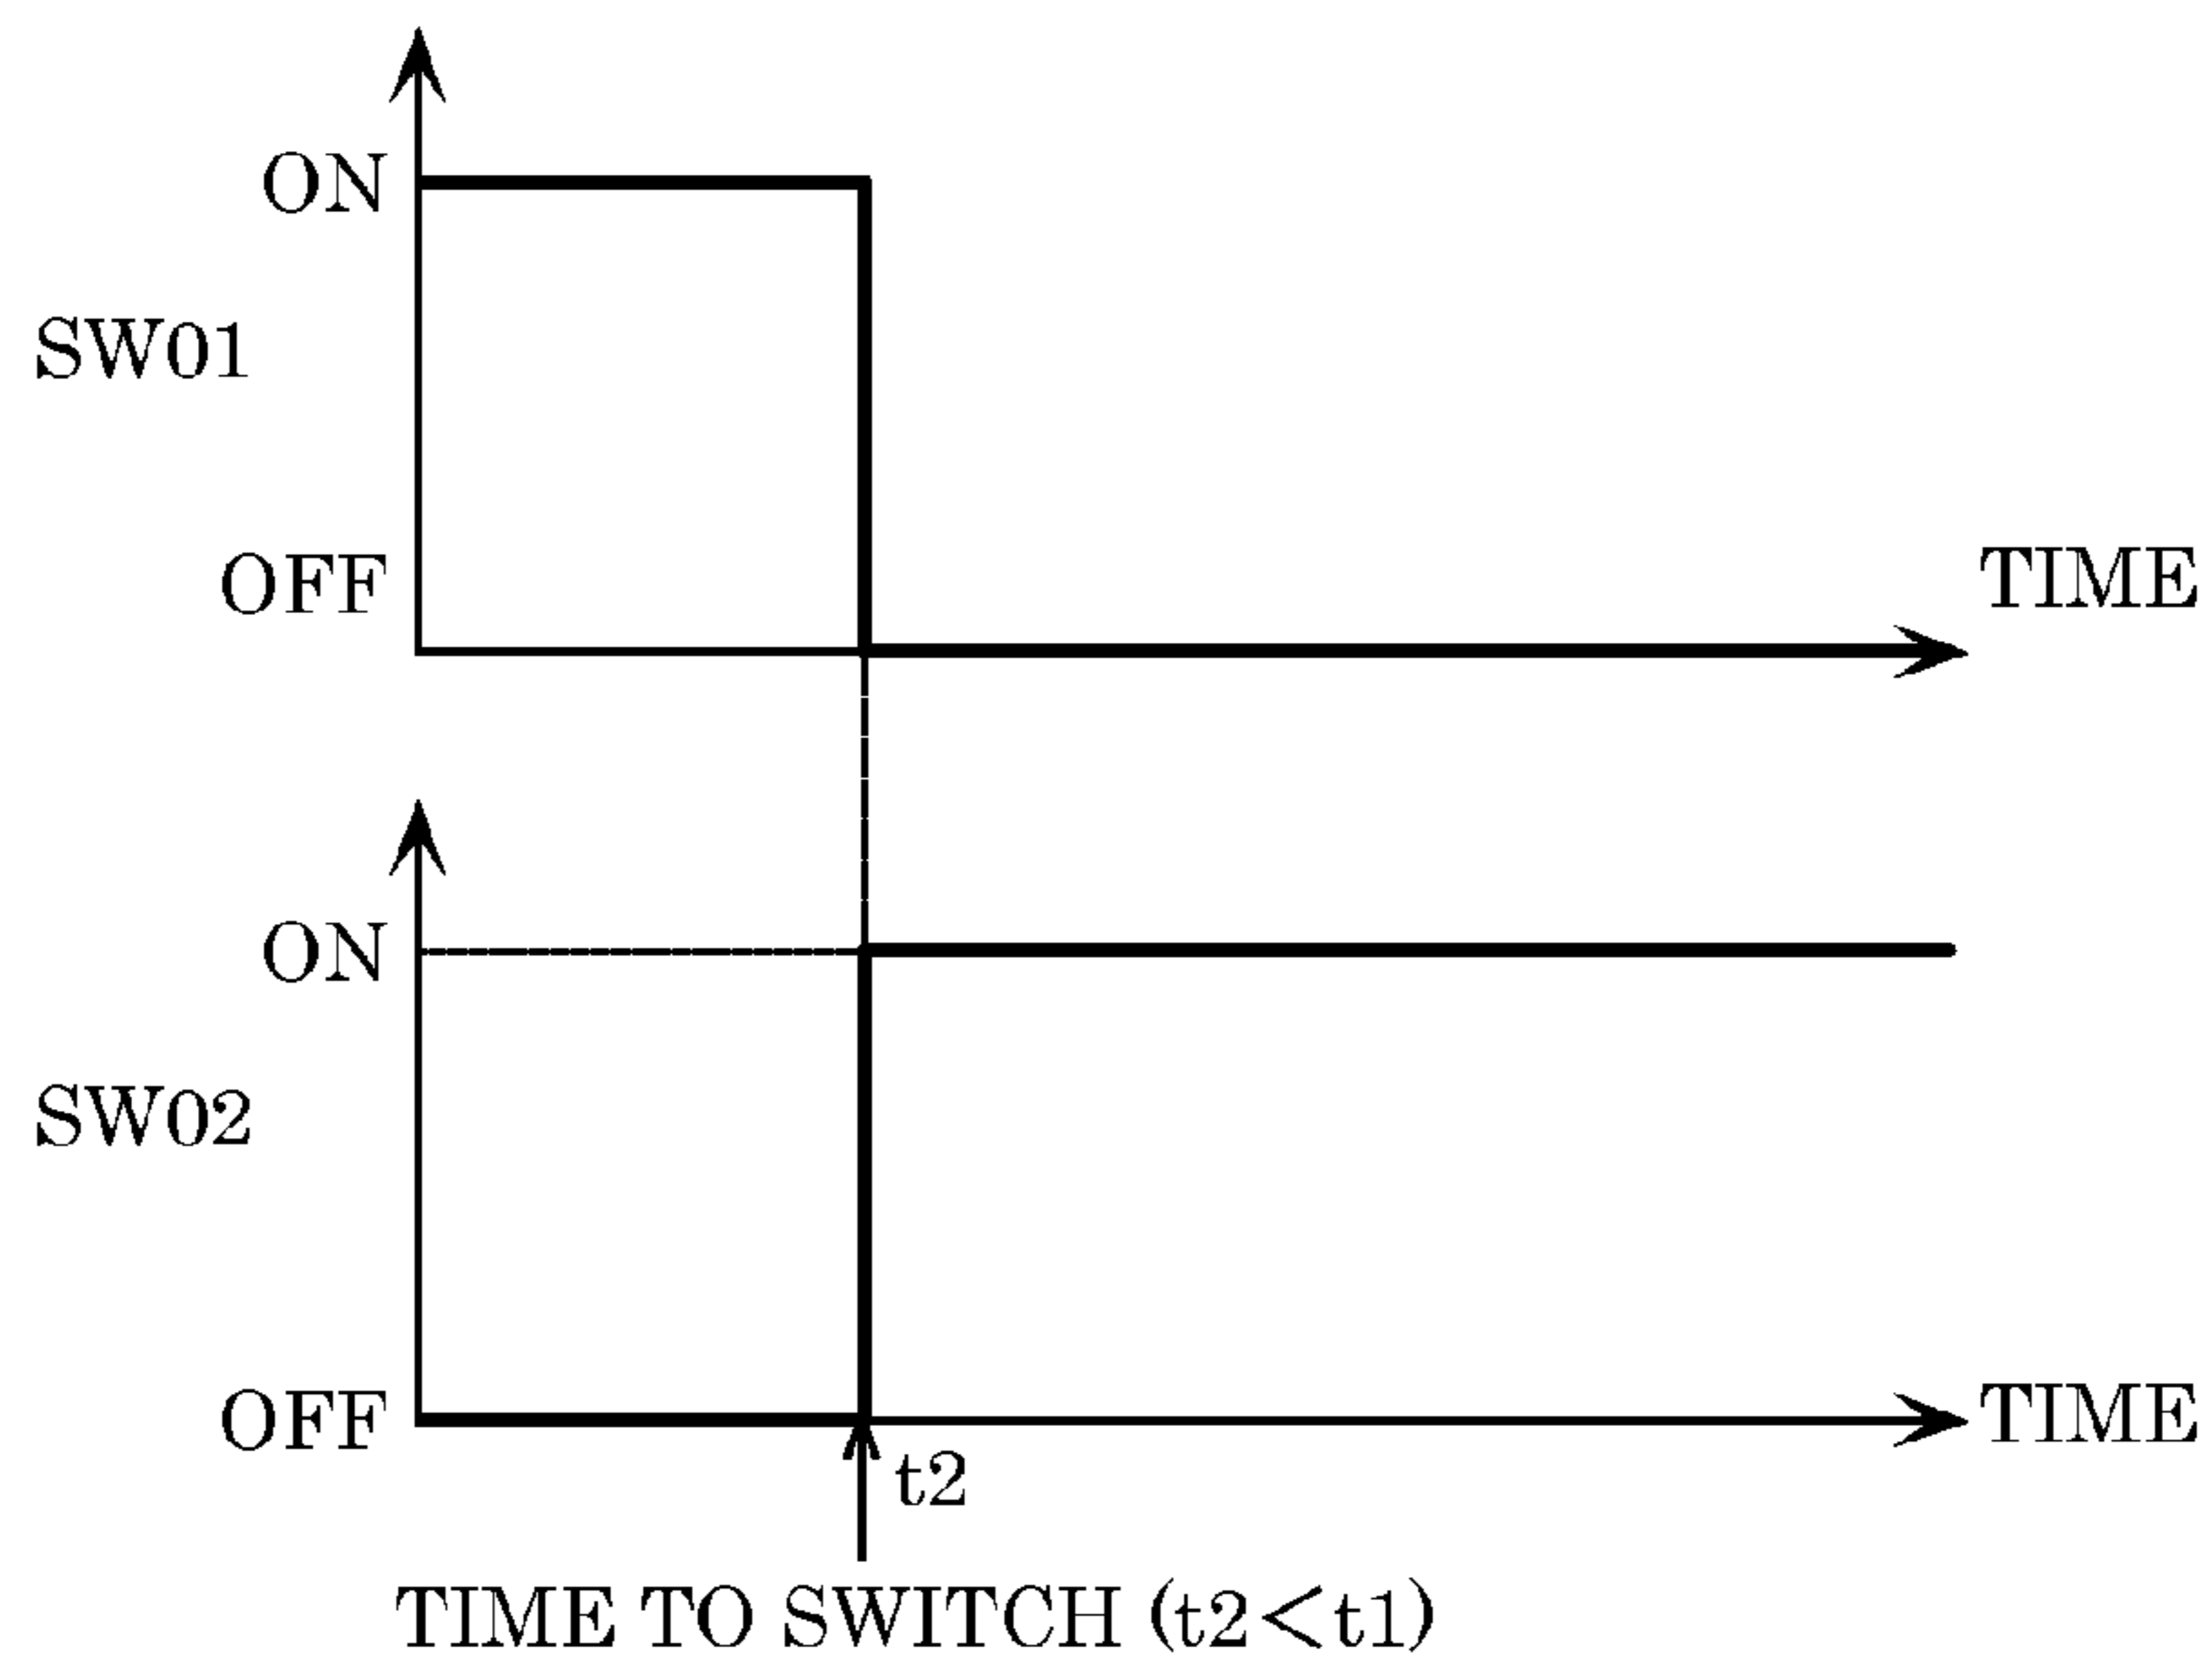 ON
SW01
OFF
TIME
ON
SW02
OFF
TIME
t2
TIME TO SWITCH (t2<t1)